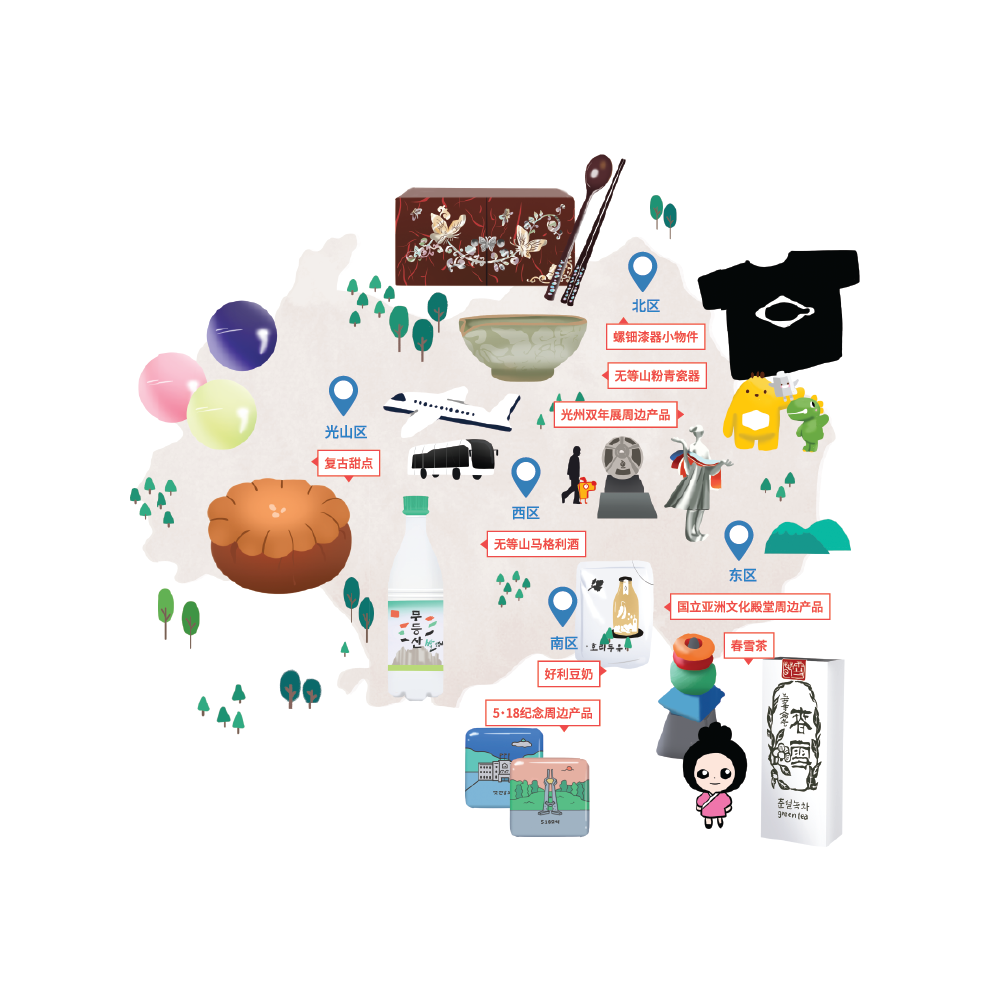 北区
螺钿漆器小物件
无等山粉青瓷器
光山区
光州双年展周边产品
复古甜点
西区
无等山马格利酒
东区
国立亚洲文化殿堂周边产品
南区
무등산
春雪茶
好利豆奶
5·18纪念周边产品
春雪
춘설녹차
green tea